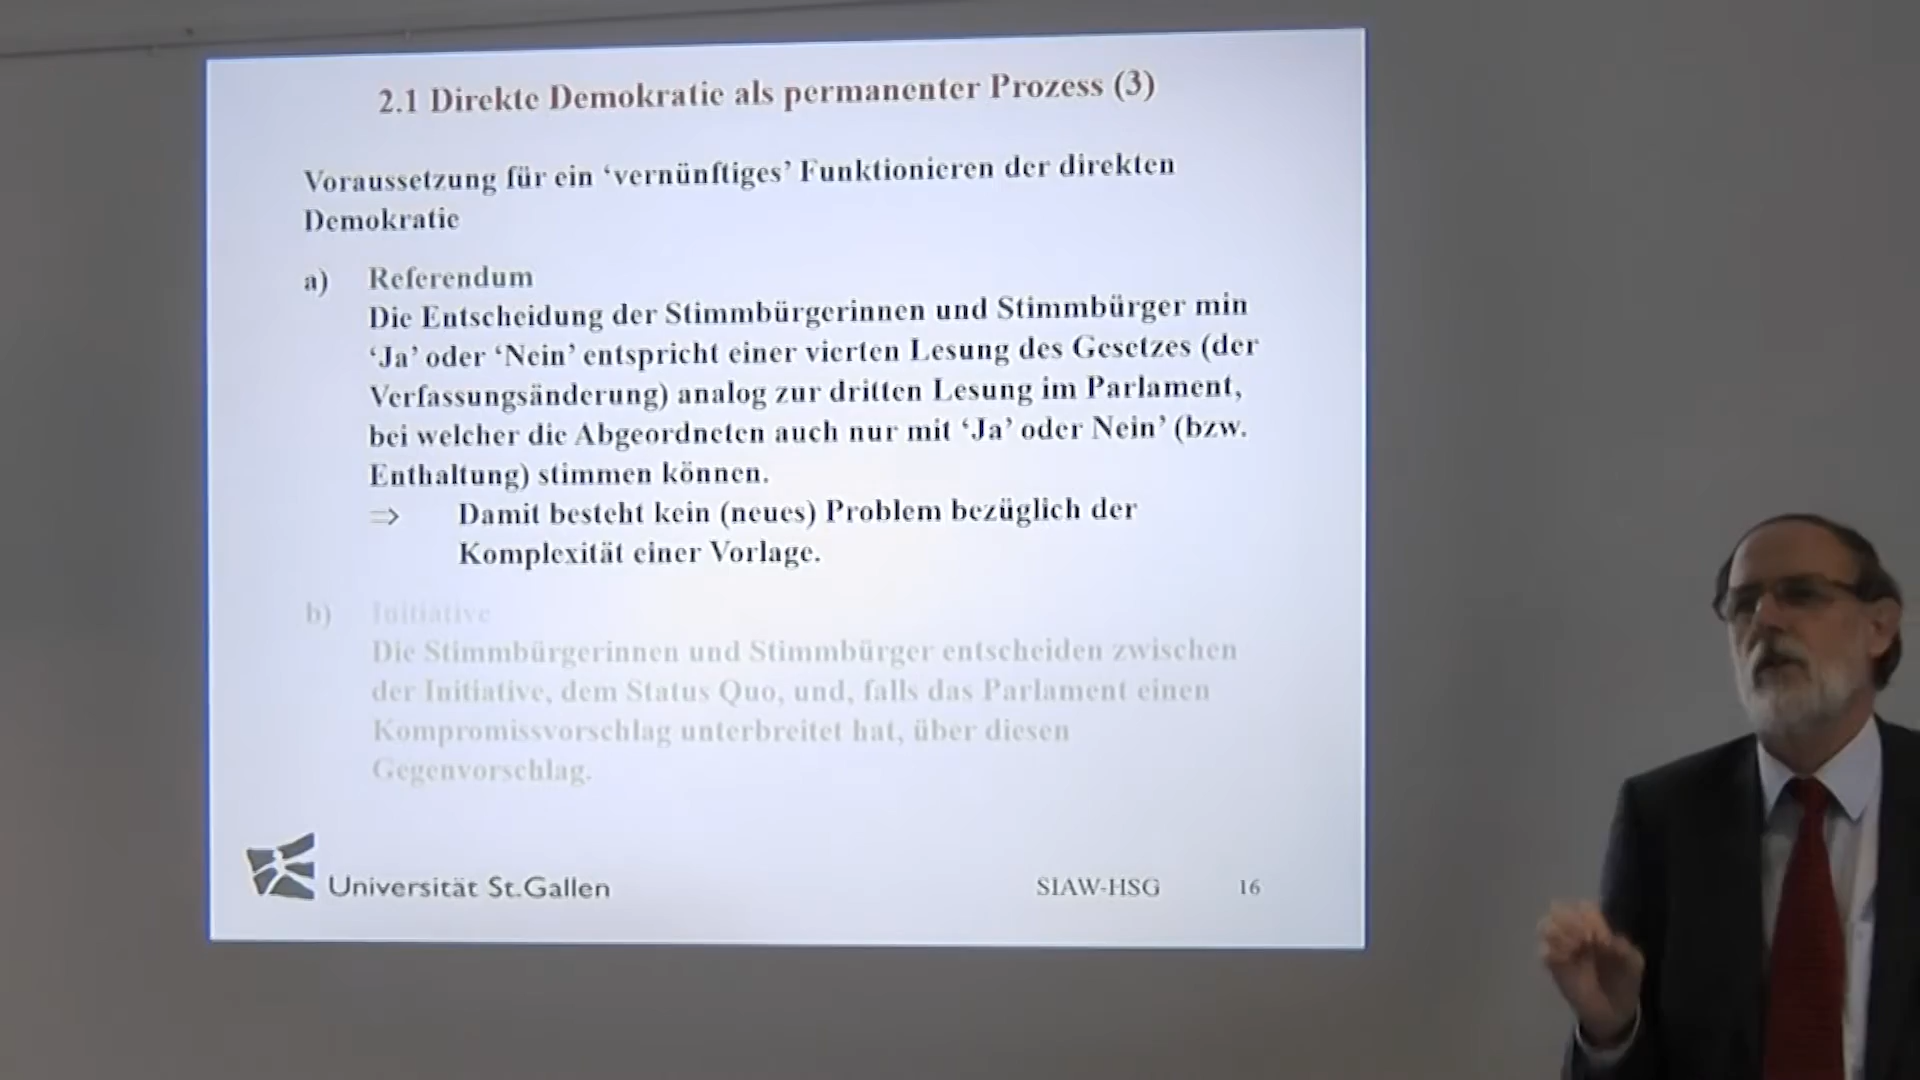 2.1 Direkte Demokratie als permanenter Prozess (3)
Voraussetzung für ein ‘vernünftiges’ Funktionieren der direkten
Demokratie
a) Referendum
Die Entscheidung der Stimmbürgerinnen und Stimmbürger min
‘Ja’ oder ‘Nein’ entspricht einer vierten Lesung des Gesetzes (der
Verfassungsänderung) analog zur dritten Lesung im Parlament,
bei welcher die Abgeordneten auch nur mit ‘Ja’ oder Nein’ (bzw.
Enthaltung) stimmen können.
⇒ Damit besteht kein (neues) Problem bezüglich der
Komplexität einer Vorlage.
b) Initiative
Die Stimmbürgerinnen und Stimmbürger entscheiden zwischen
der Initiative, dem Status Quo, und, falls das Parlament einen
Kompromissvorschlag unterbreitet hat, über diesen
Gegenvorschlag.
Universität St.Gallen
SIAW-HSG 16